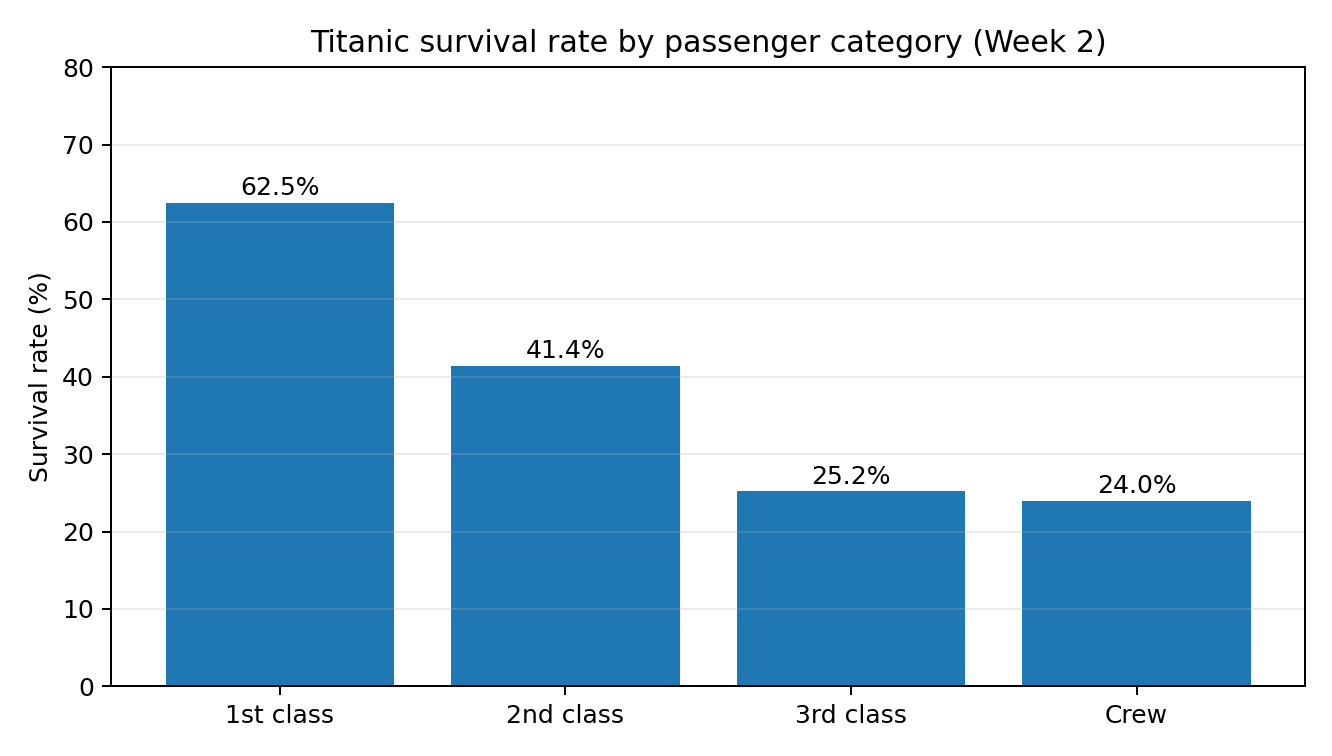 Titanic survival rate by passenger category (Week 2)
Survival rate (%)
80
70
60
50
40
30
20
10
0
62.5%
41.4%
25.2%
24.0%
1st class
2nd class
3rd class
Crew